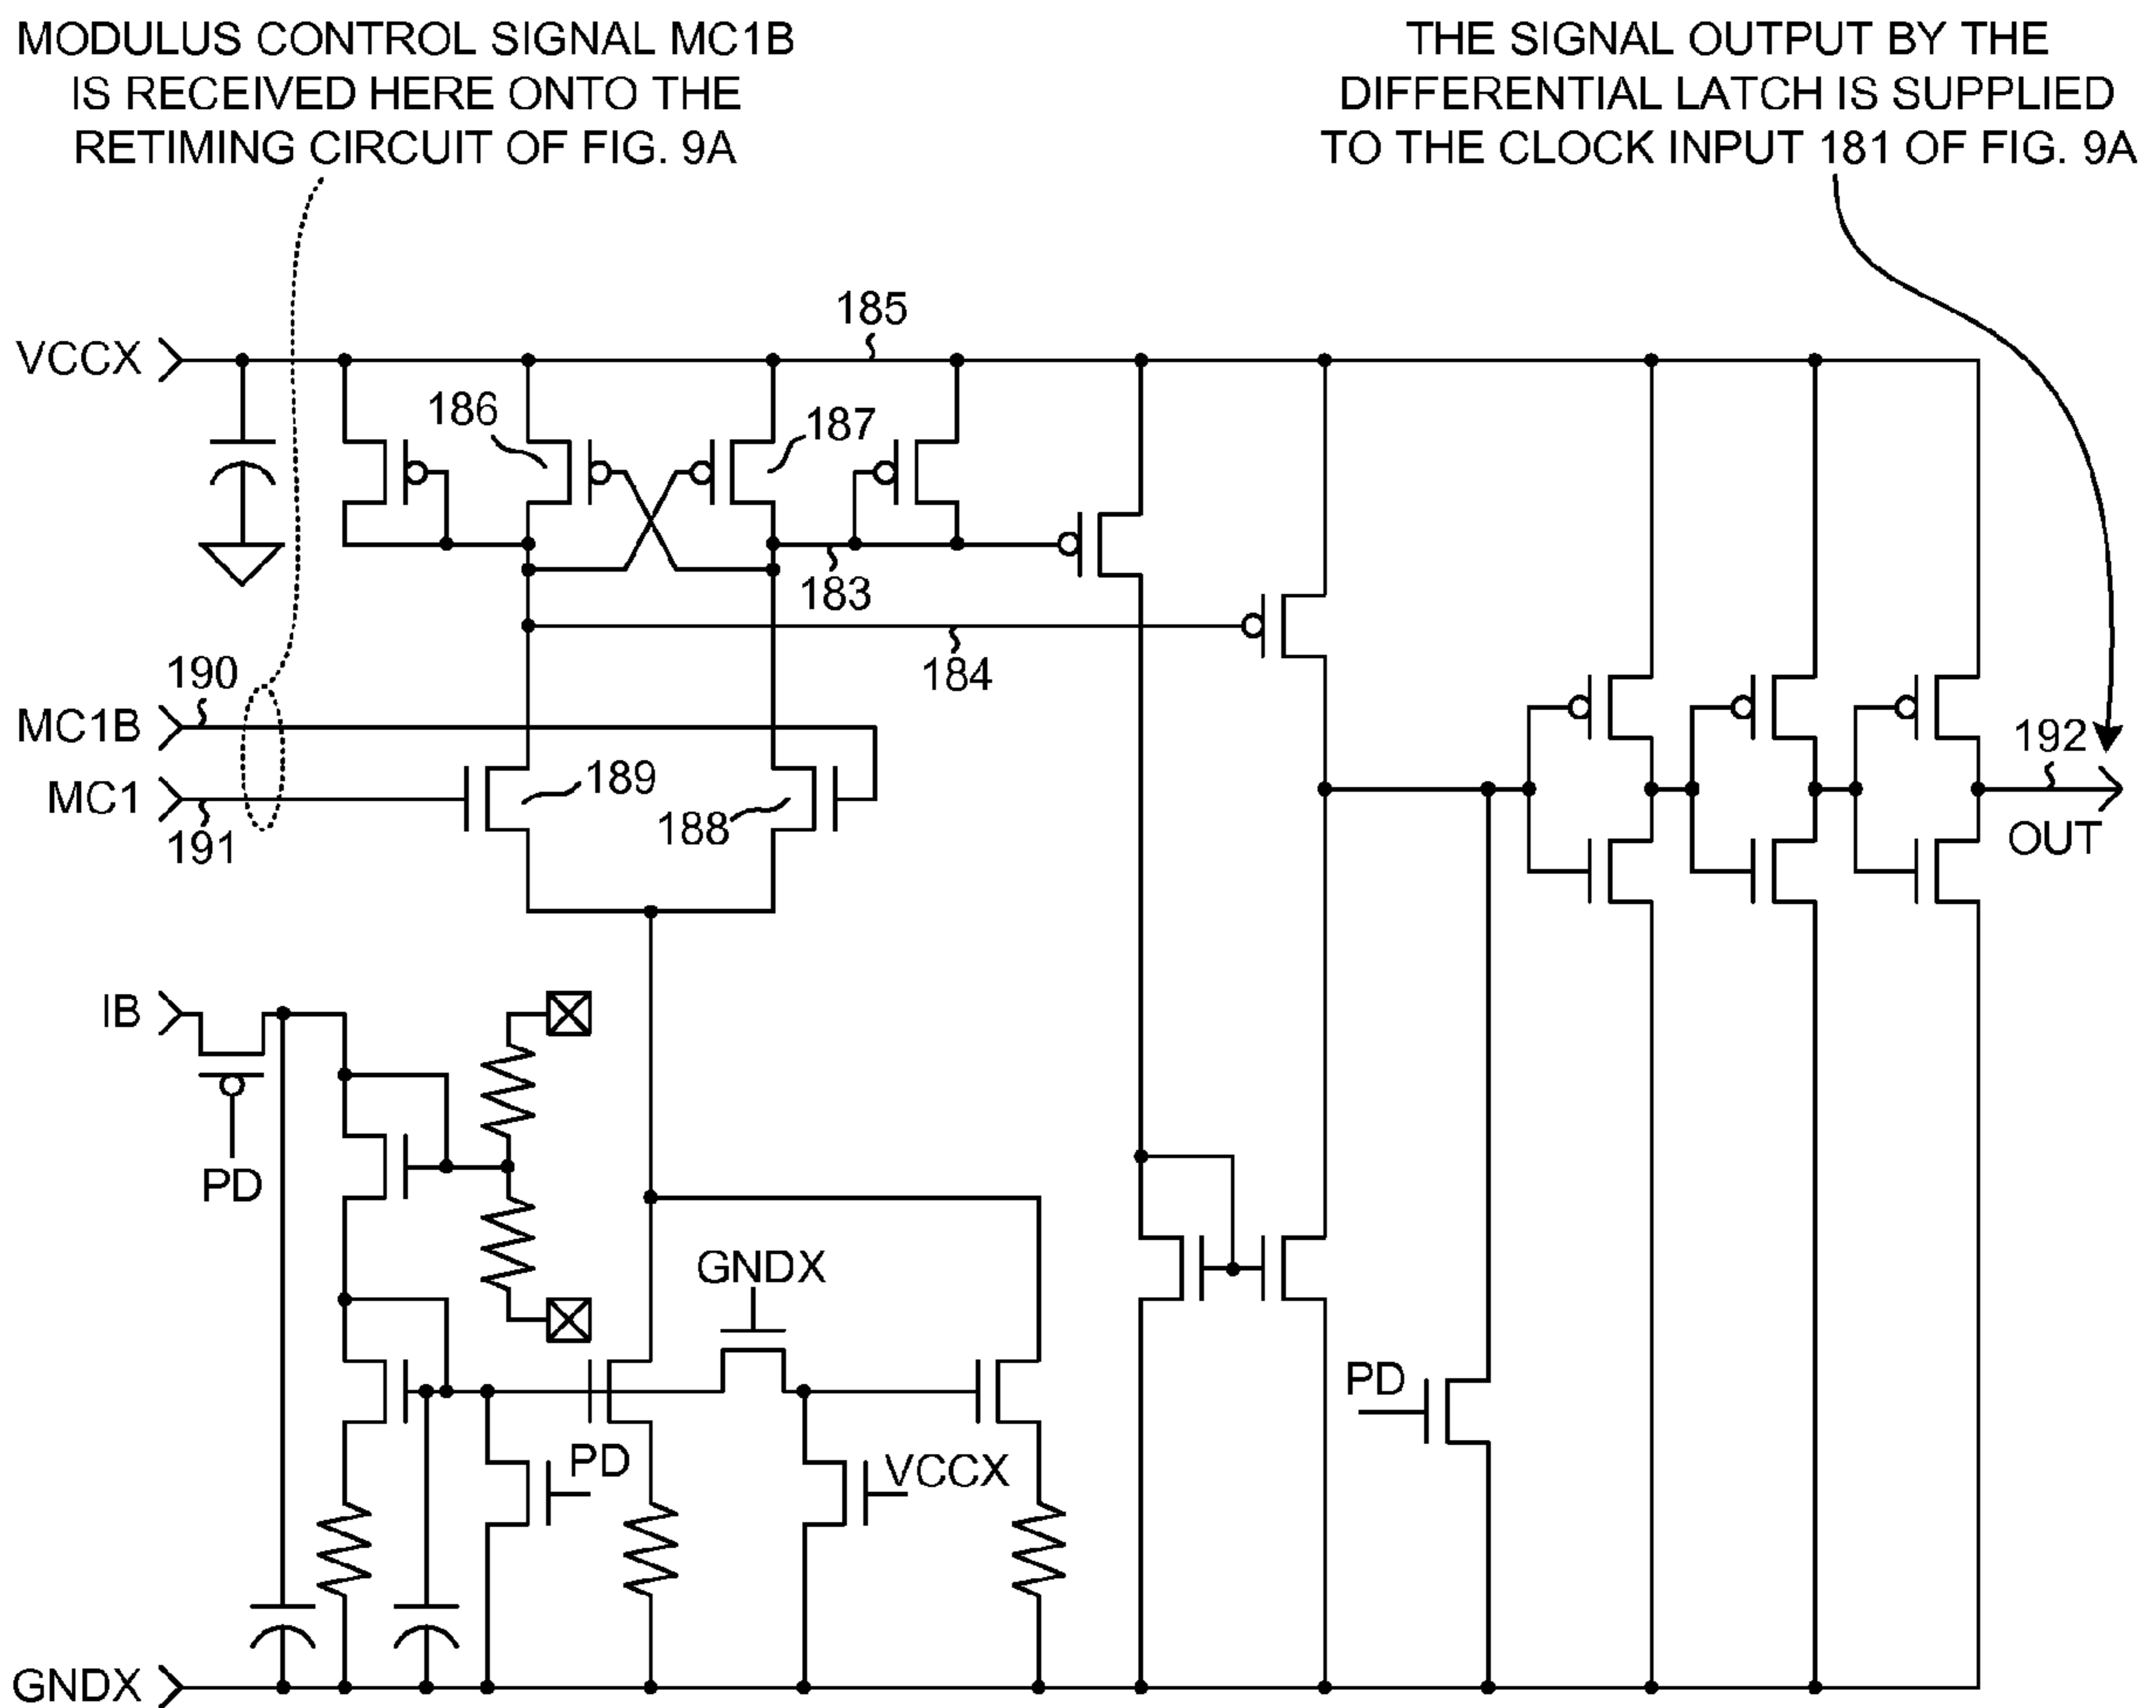 MODULUS CONTROL SIGNAL MC1B
IS RECEIVED HERE ONTO THE
RETIMING CIRCUIT OF FIG. 9A
THE SIGNAL OUTPUT BY THE
DIFFERENTIAL LATCH IS SUPPLIED
TO THE CLOCK INPUT 181 OF FIG. 9A
185
VCCX
186
187
183
184
190
MC1B
192
189
MC1
188
191
OUT
IB
PD
GNDX
PD
PD
VCCX
GNDX